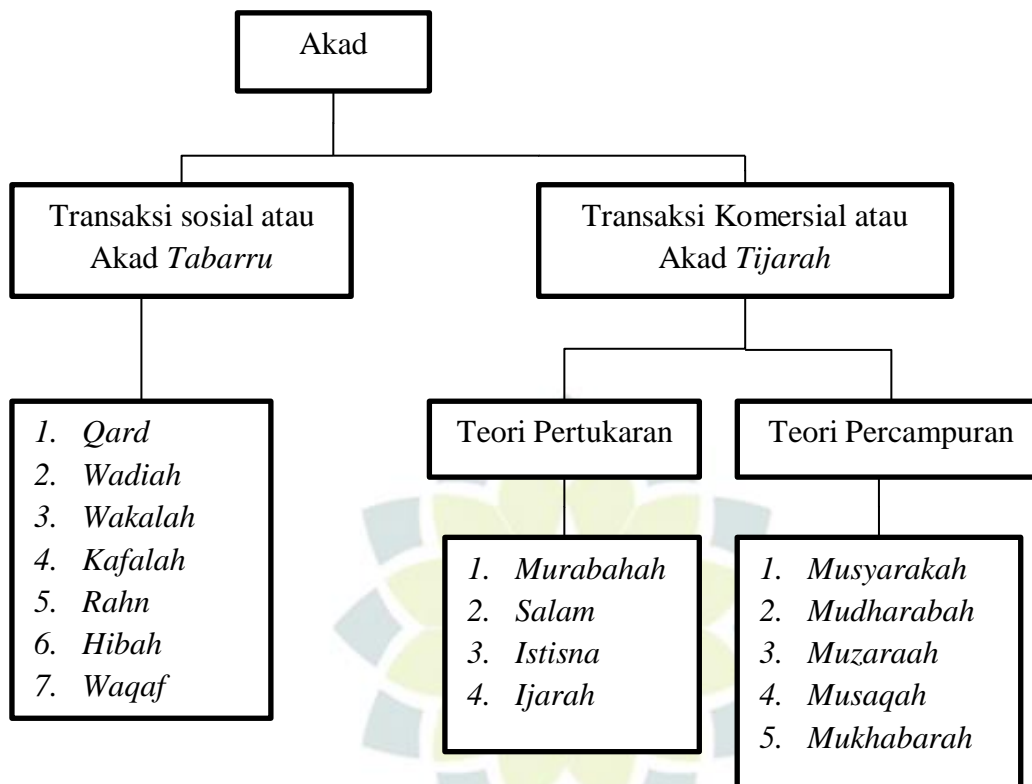 Akad
Transaksi sosial atau
Akad Tabarru
Transaksi Komersial atau
Akad Tijarah
1. Qard
2. Wadiah
3. Wakalah
4. Kafalah
5. Rahn
6. Hibah
7. Waqaf
Teori Pertukaran
1. Murabahah
2. Salam
3. Istisna
4. Ijarah
Teori Percampuran
1. Musyarakah
2. Mudharabah
3. Muzaraah
4. Musaqah
5. Mukhabarah